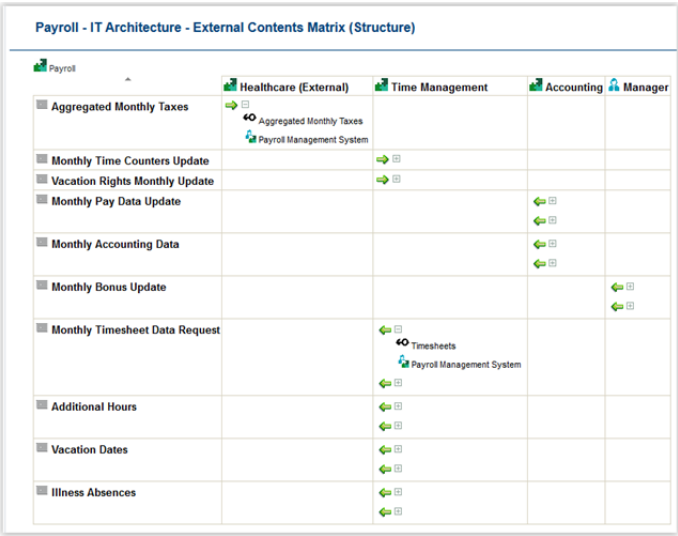 Payroll - IT Architecture - External Contents Matrix (Structure)
Payroll
Healthcare (External) Time Management Accounting Manager
Aggregated Monthly Taxes
Aggregated Monthly Taxes
Payroll Management System
Monthly Time Counters Update
Vacation Rights Monthly Update
Monthly Pay Data Update
Monthly Accounting Data
Monthly Bonus Update
Monthly Timesheet Data Request
Timesheets
Payroll Management System
Additional Hours
Vacation Dates
Illness Absences